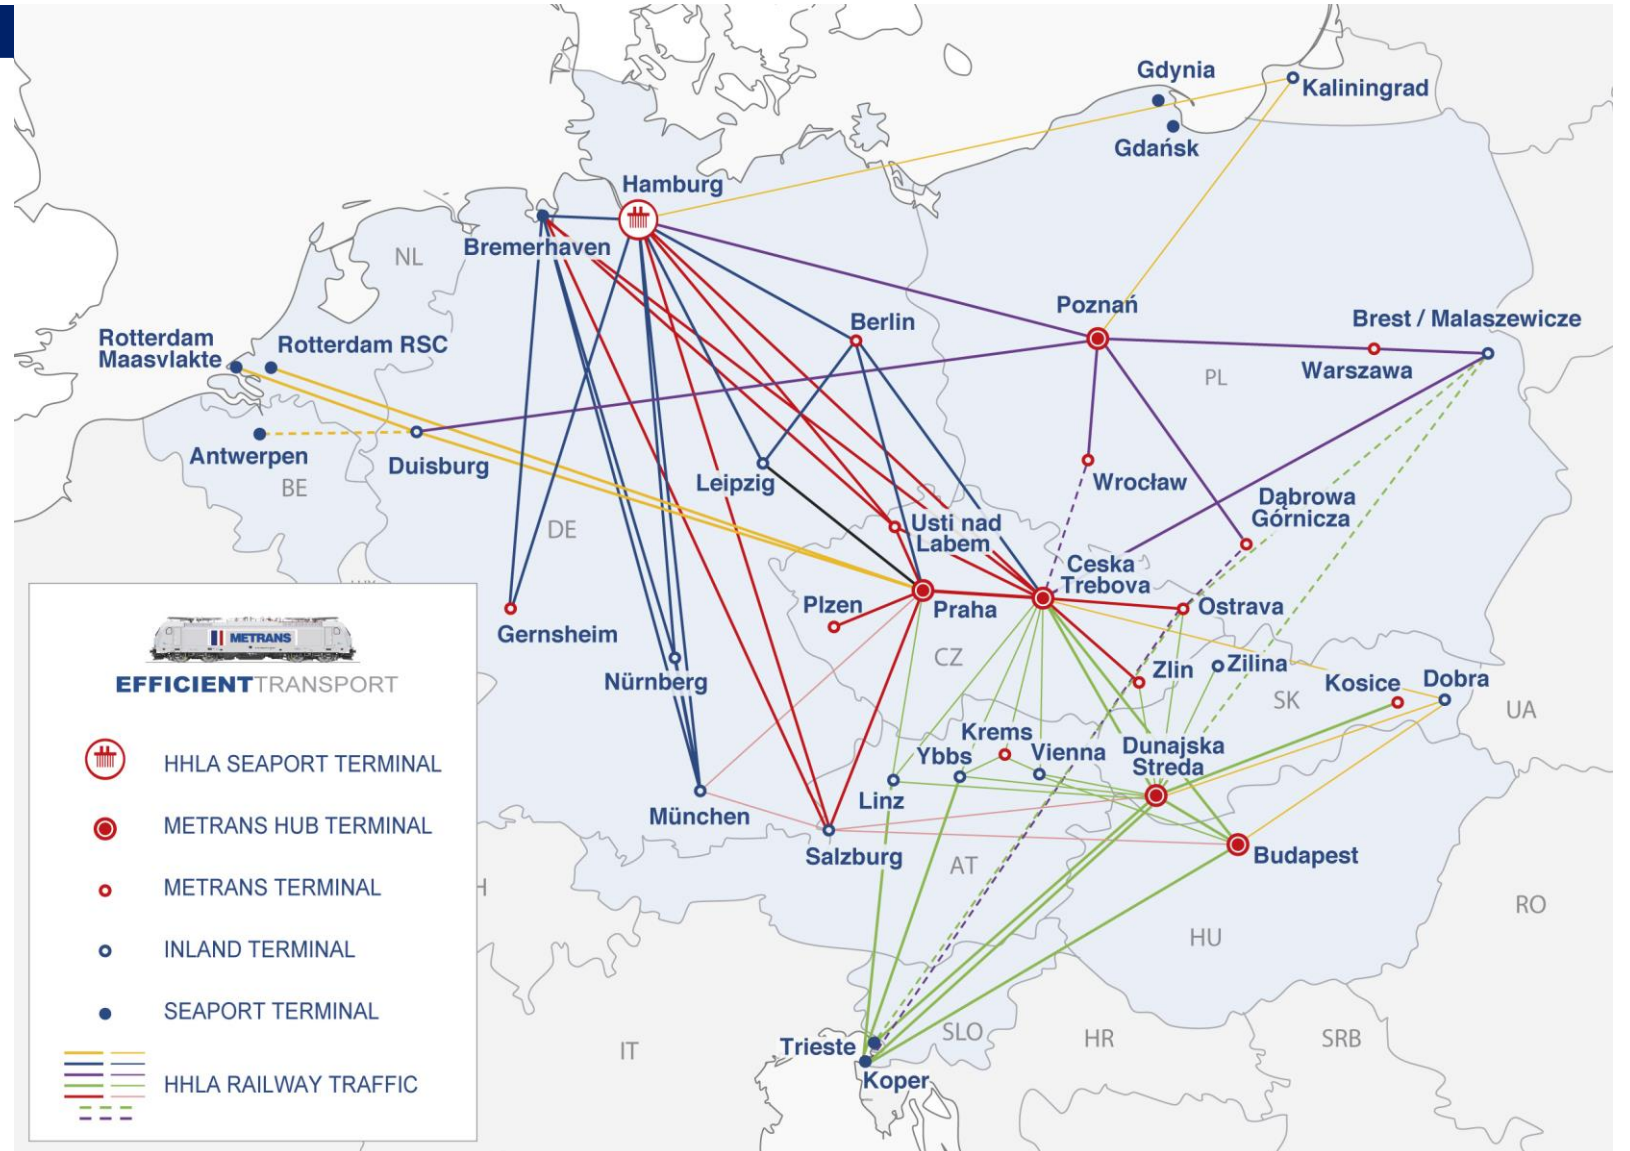 Gdynia
Kaliningrad
Gdańsk
Hamburg
Bremerhaven
NL
Poznań
Brest / Malaszewicze
Berlin
Rotterdam
Maasvlakte
Rotterdam RSC
Warszawa
PL
Antwerpen
Duisburg
BE
Leipzig
Wrocław
Dąbrowa
Górnicza
DE
Usti nad
Labem
Ceska
Trebova
Plzen
Praha
Ostrava
Gernsheim
CZ
Zlin
Zilina
Nürnberg
Kosice
Dobra
SK
UA
Krems
Ybbs
Vienna
Dunajska
Streda
Linz
München
Salzburg
Budapest
AT
RO
HU
SLO
HR
SRB
IT
Trieste
Koper
METRANS
EFFICIENTTRANSPORT
HHLA SEAPORT TERMINAL
METRANS HUB TERMINAL
METRANS TERMINAL
INLAND TERMINAL
SEAPORT TERMINAL
HHLA RAILWAY TRAFFIC